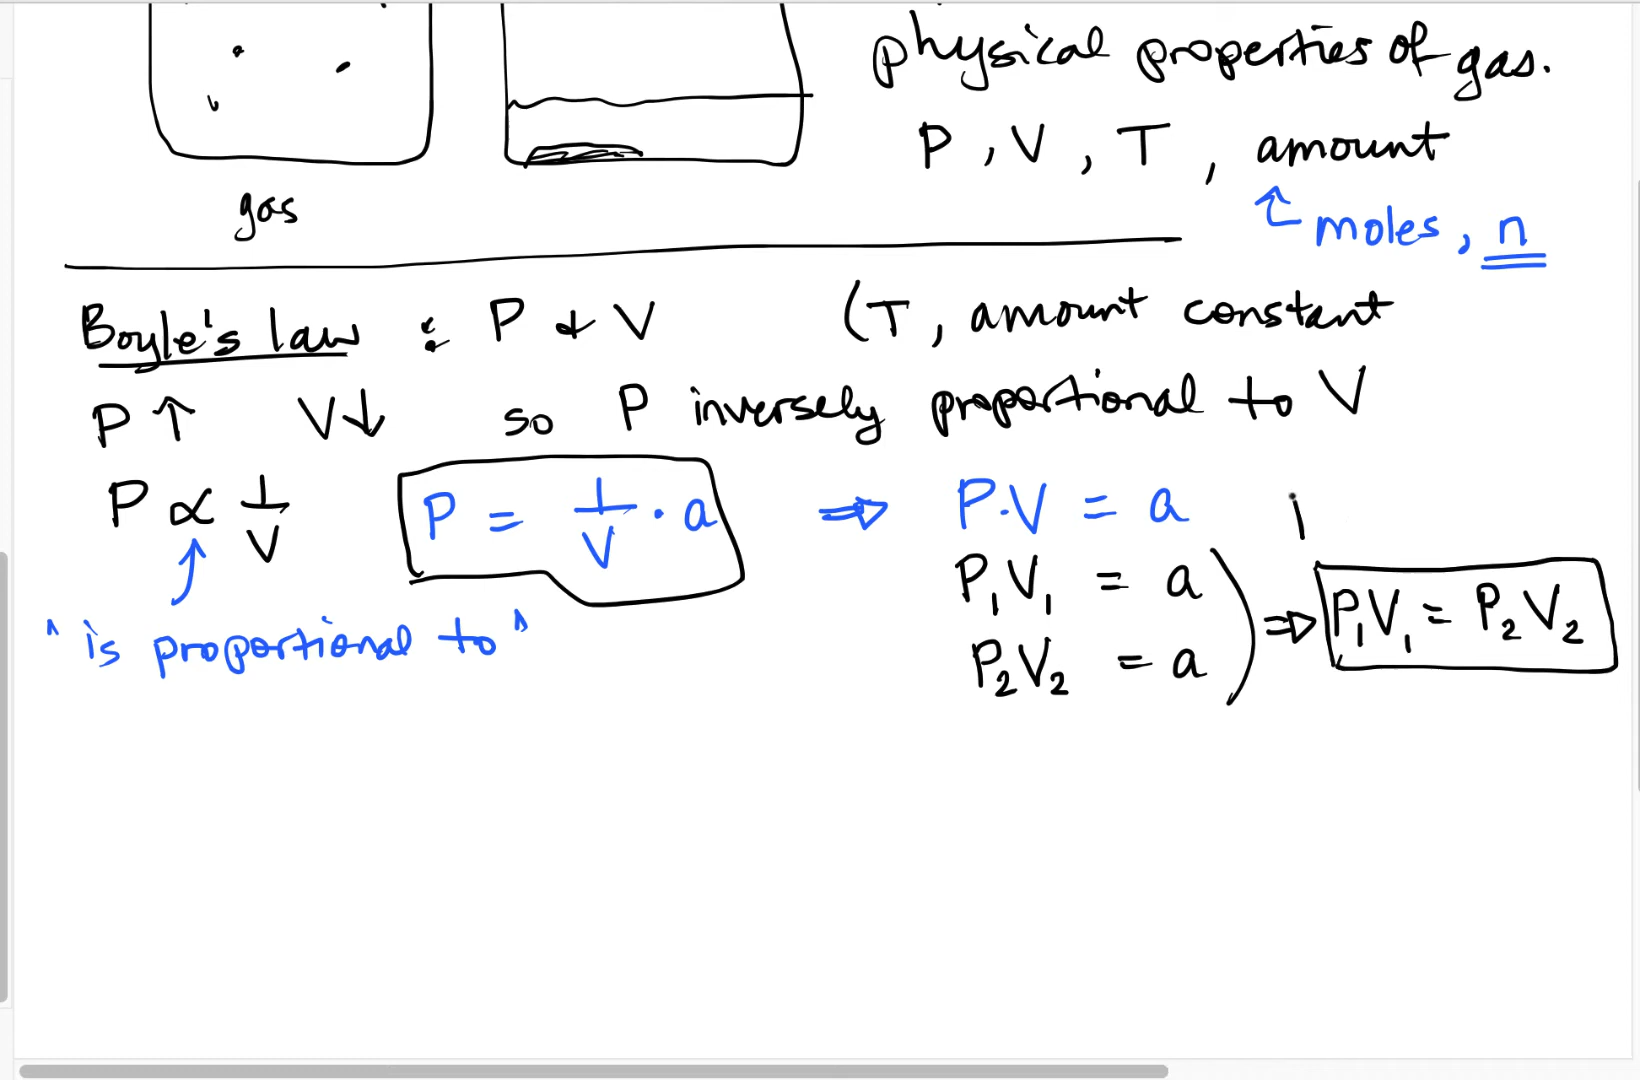 physical properties of gas.
P, V, T, amount
gas
moles, n
Boyle's law : P & V (T, amount constant
P↑ V↓ so P inversely proportional to V
P ∝ 1/V P = 1/V · a ⇒ P·V = a
P₁V₁ = a
"is proportional to"
P₂V₂ = a
⇒ P₁V₁ = P₂V₂